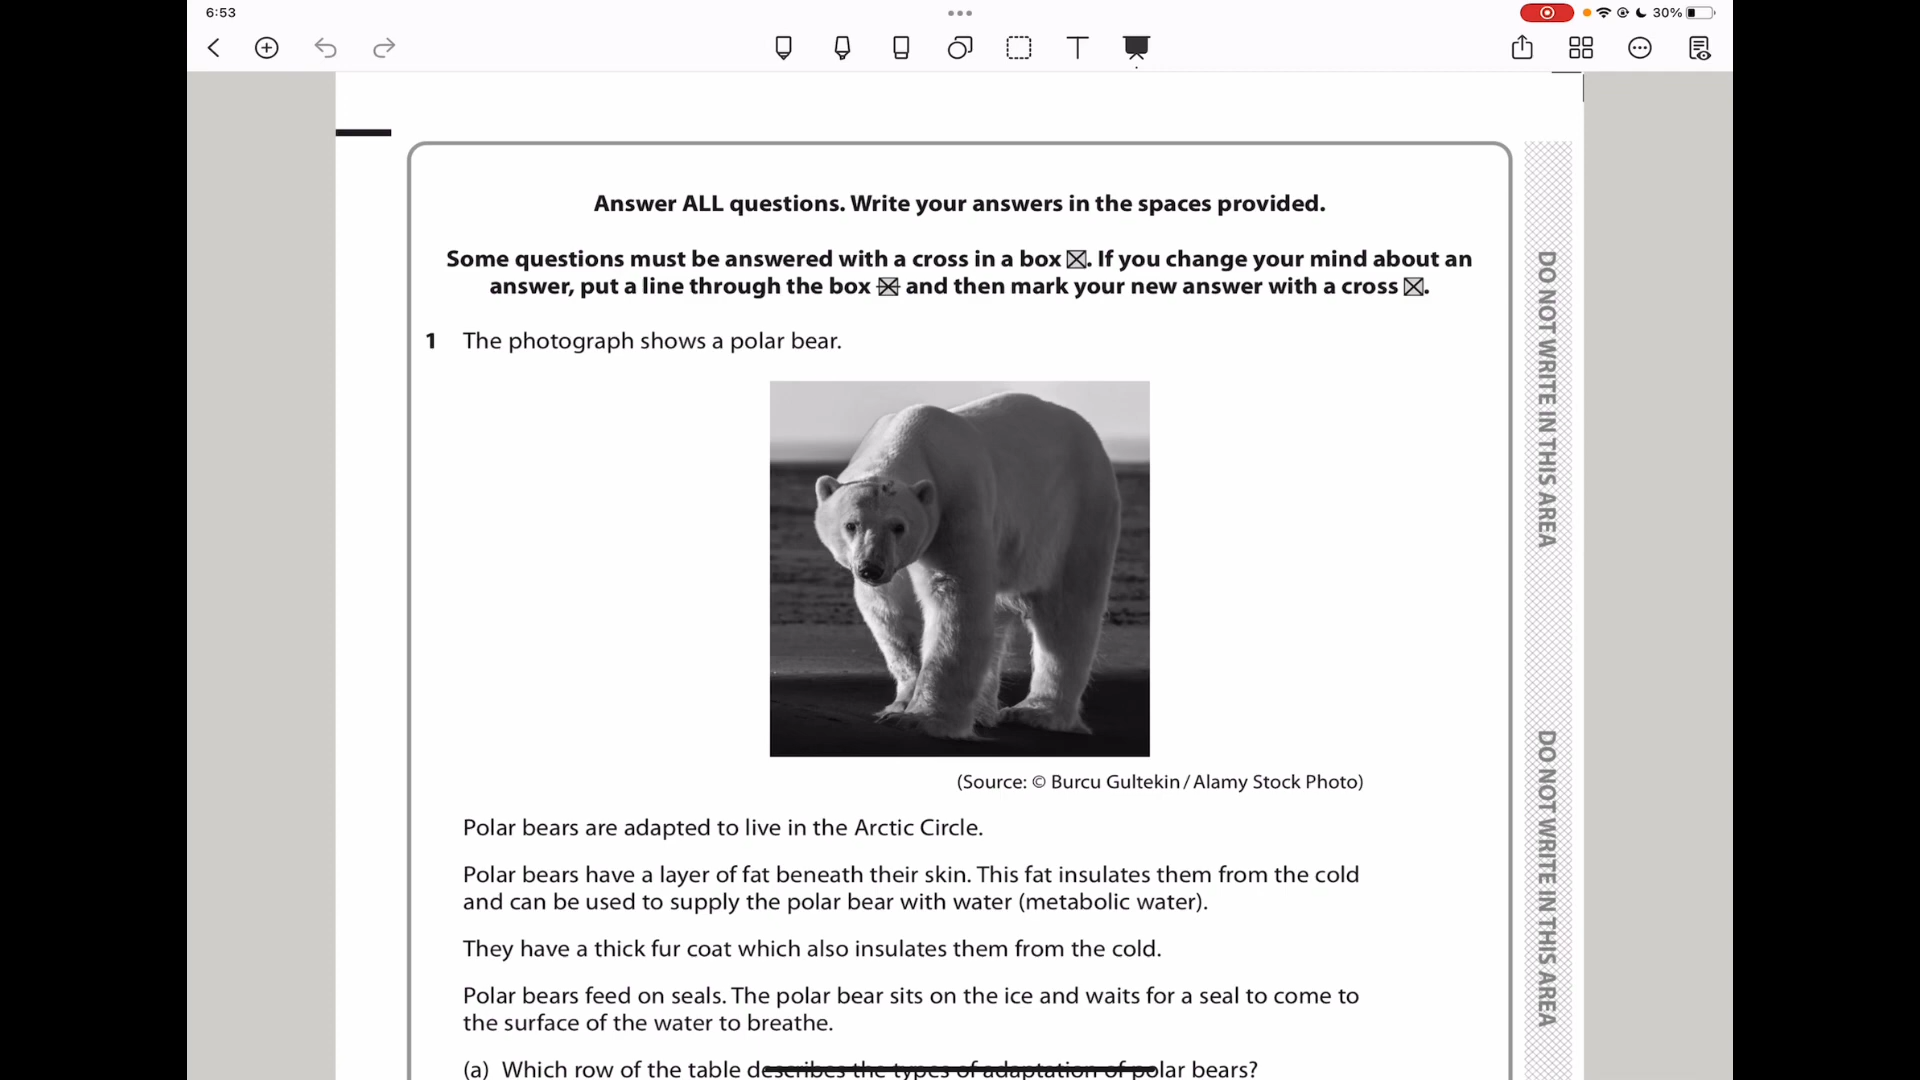 6:53
30%
Answer ALL questions. Write your answers in the spaces provided.
Some questions must be answered with a cross in a box ☒. If you change your mind about an
answer, put a line through the box and then mark your new answer with a cross ☒.
1 The photograph shows a polar bear.
(Source: © Burcu Gultekin / Alamy Stock Photo)
Polar bears are adapted to live in the Arctic Circle.
Polar bears have a layer of fat beneath their skin. This fat insulates them from the cold
and can be used to supply the polar bear with water (metabolic water).
They have a thick fur coat which also insulates them from the cold.
Polar bears feed on seals. The polar bear sits on the ice and waits for a seal to come to
the surface of the water to breathe.
(a) Which row of the table describes the types of adaptation of polar bears?
DO NOT WRITE IN THIS AREA
DO NOT WRITE IN THIS AREA